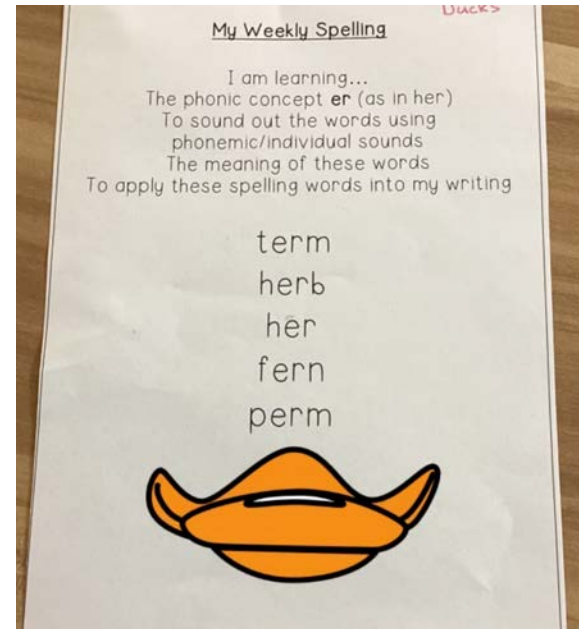 Ducks
My Weekly Spelling
I am learning...
The phonic concept er (as in her)
To sound out the words using
phonemic/individual sounds
The meaning of these words
To apply these spelling words into my writing
term
herb
her
fern
perm